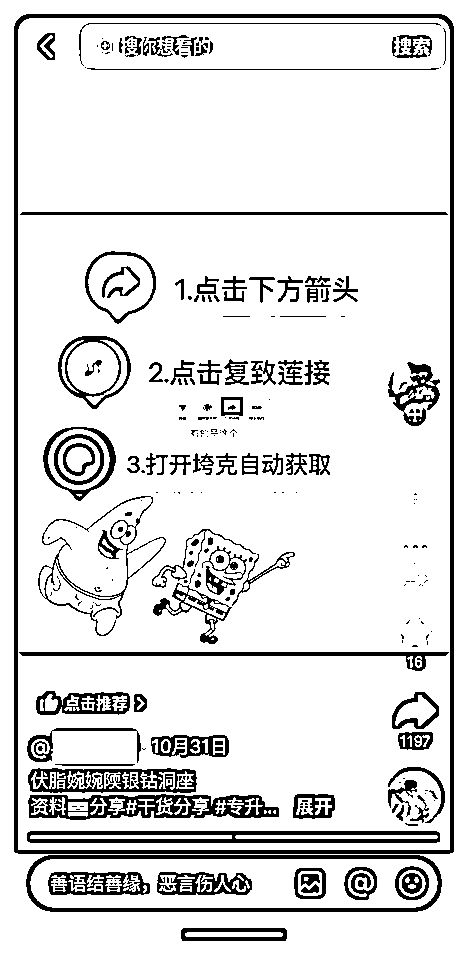 搜你想看的 搜索
1.点击下方箭头
2.点击复致莲接
3.打开垮克自动获取
16
点击推荐 >
1197
@ 10月31日
伏脂婉婉陝银钴洞座
分享#干货分享 #专升... 展开
善语结善缘，恶言伤人心